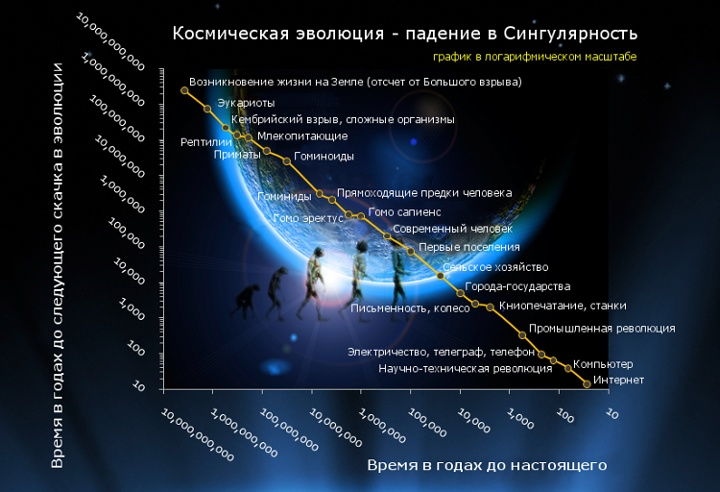 Космическая эволюция - падение в Сингулярность
график в логарифмическом масштабе
Время в годах до следующего скачка в эволюции
10,000,000,000
1,000,000,000
100,000,000
10,000,000
1,000,000
100,000
10,000
1,000
100
10
Возникновение жизни на Земле (отсчет от Большого взрыва)
Эукариоты
Кембрийский взрыв, сложные организмы
Млекопитающие
Рептилии
Приматы
Гоминоиды
Гоминиды
Прямоходящие предки человека
Гомо эректус
Гомо сапиенс
Современный человек
Первые поселения
Сельское хозяйство
Города-государства
Письменность, колесо
Книопечатание, станки
Промышленная революция
Электричество, телеграф, телефон
Научно-техническая революция
Компьютер
Интернет
10,000,000,000
1,000,000,000,000
100,000,000
10,000,000,000
1,000,000
100,000
10,000
1,000
100
10
Время в годах до настоящего